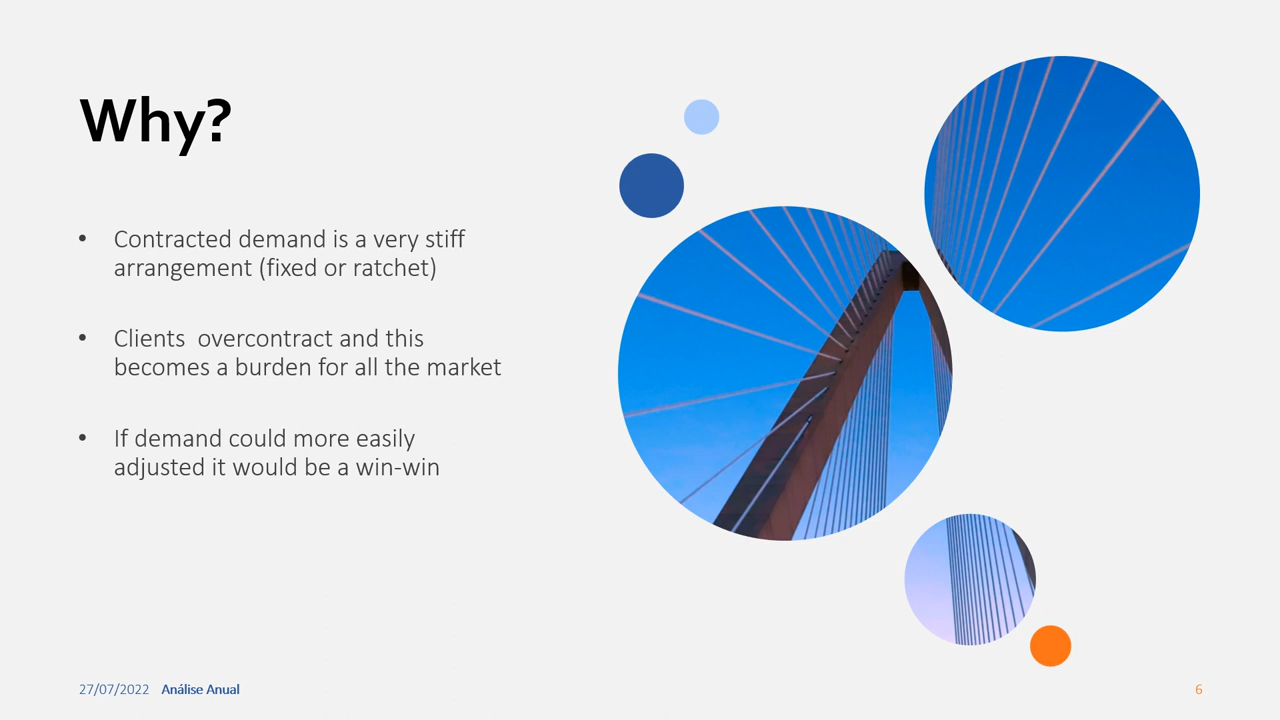 Why?
• Contracted demand is a very stiff
arrangement (fixed or ratchet)
• Clients  overcontract and this
becomes a burden for all the market
• If demand could more easily
adjusted it would be a win-win
27/07/2022 Análise Anual
6